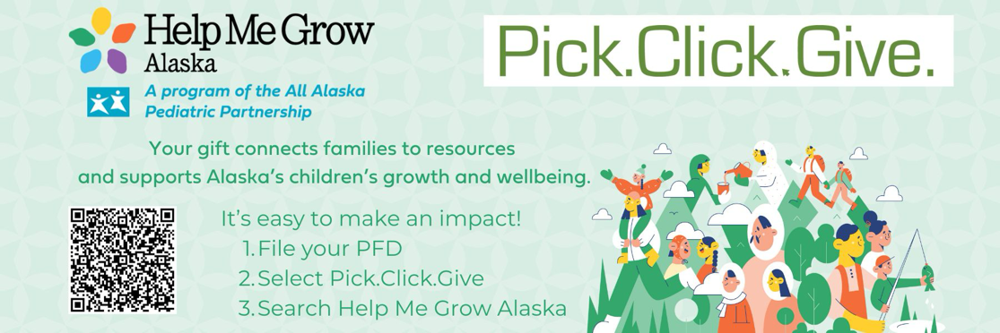 Help Me Grow
Alaska
A program of the All Alaska
Pediatric Partnership
Pick.Click.Give.
Your gift connects families to resources
and supports Alaska's children's growth and wellbeing.
It's easy to make an impact!
1. File your PFD
2. Select Pick.Click.Give
3. Search Help Me Grow Alaska